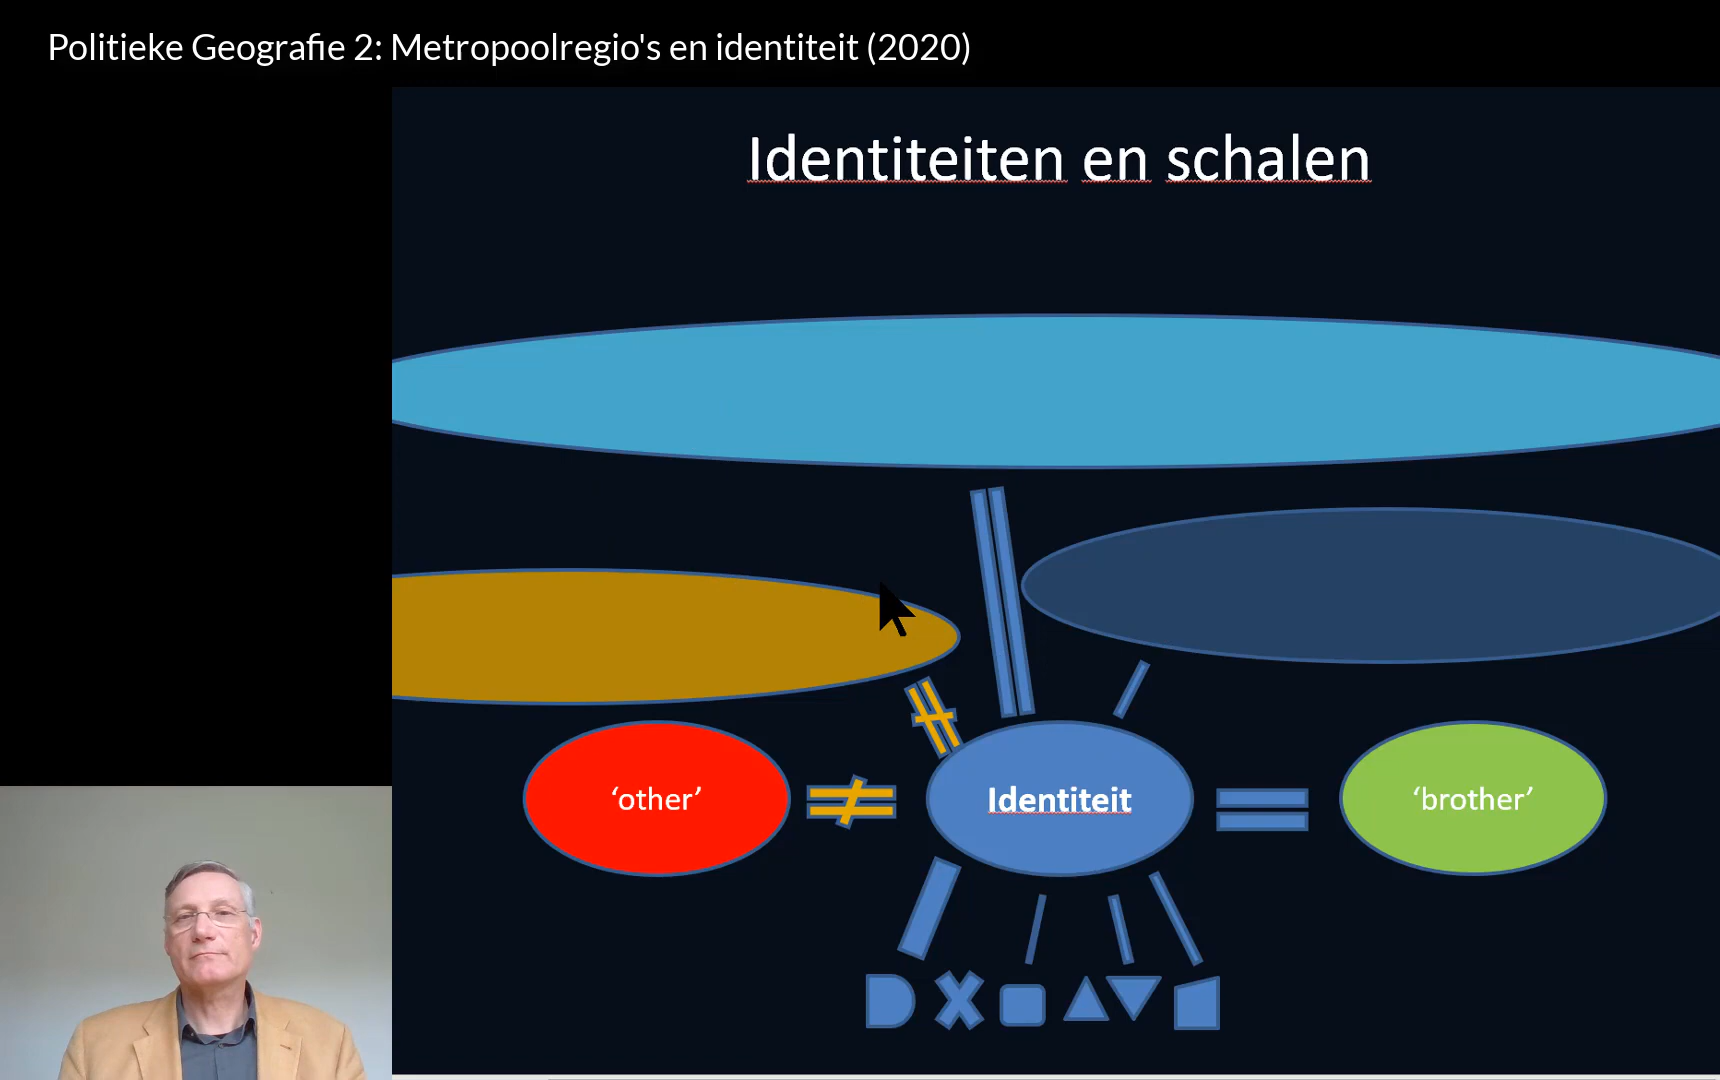 Politieke Geografie 2: Metropoolregio's en identiteit (2020)
Identiteiten en schalen
‘other’
≠
Identiteit
=
‘brother’